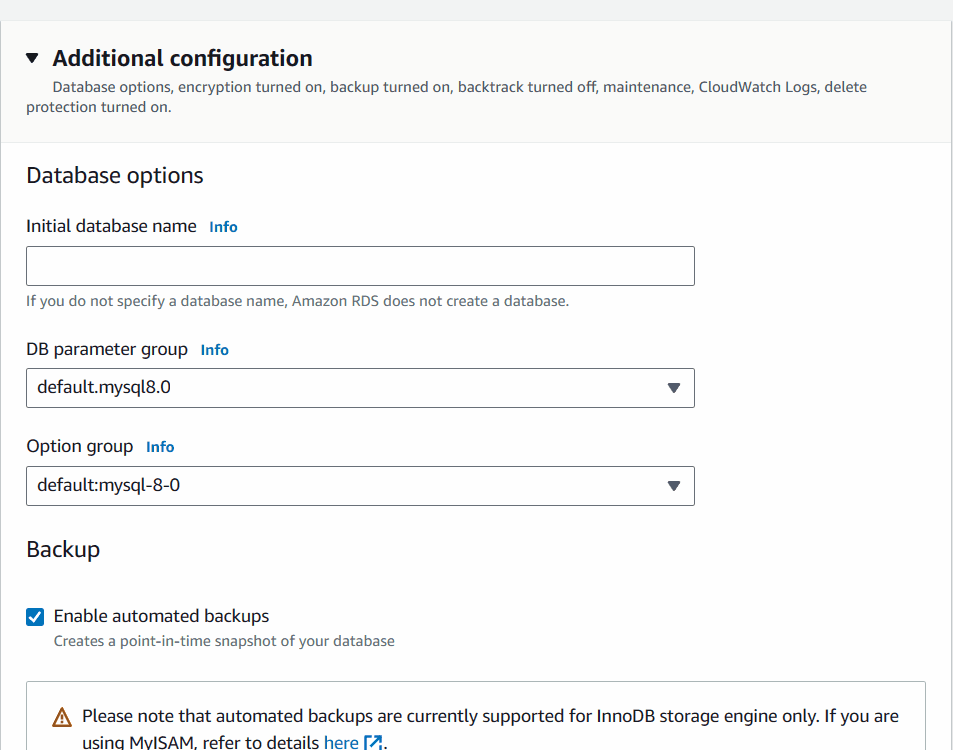 Additional configuration
Database options, encryption turned on, backup turned on, backtrack turned off, maintenance, CloudWatch Logs, delete
protection turned on.
Database options
Initial database name Info
If you do not specify a database name, Amazon RDS does not create a database.
DB parameter group Info
default.mysql8.0
Option group Info
default:mysql-8-0
Backup
Enable automated backups
Creates a point-in-time snapshot of your database
Please note that automated backups are currently supported for InnoDB storage engine only. If you are
using MyISAM, refer to details here.